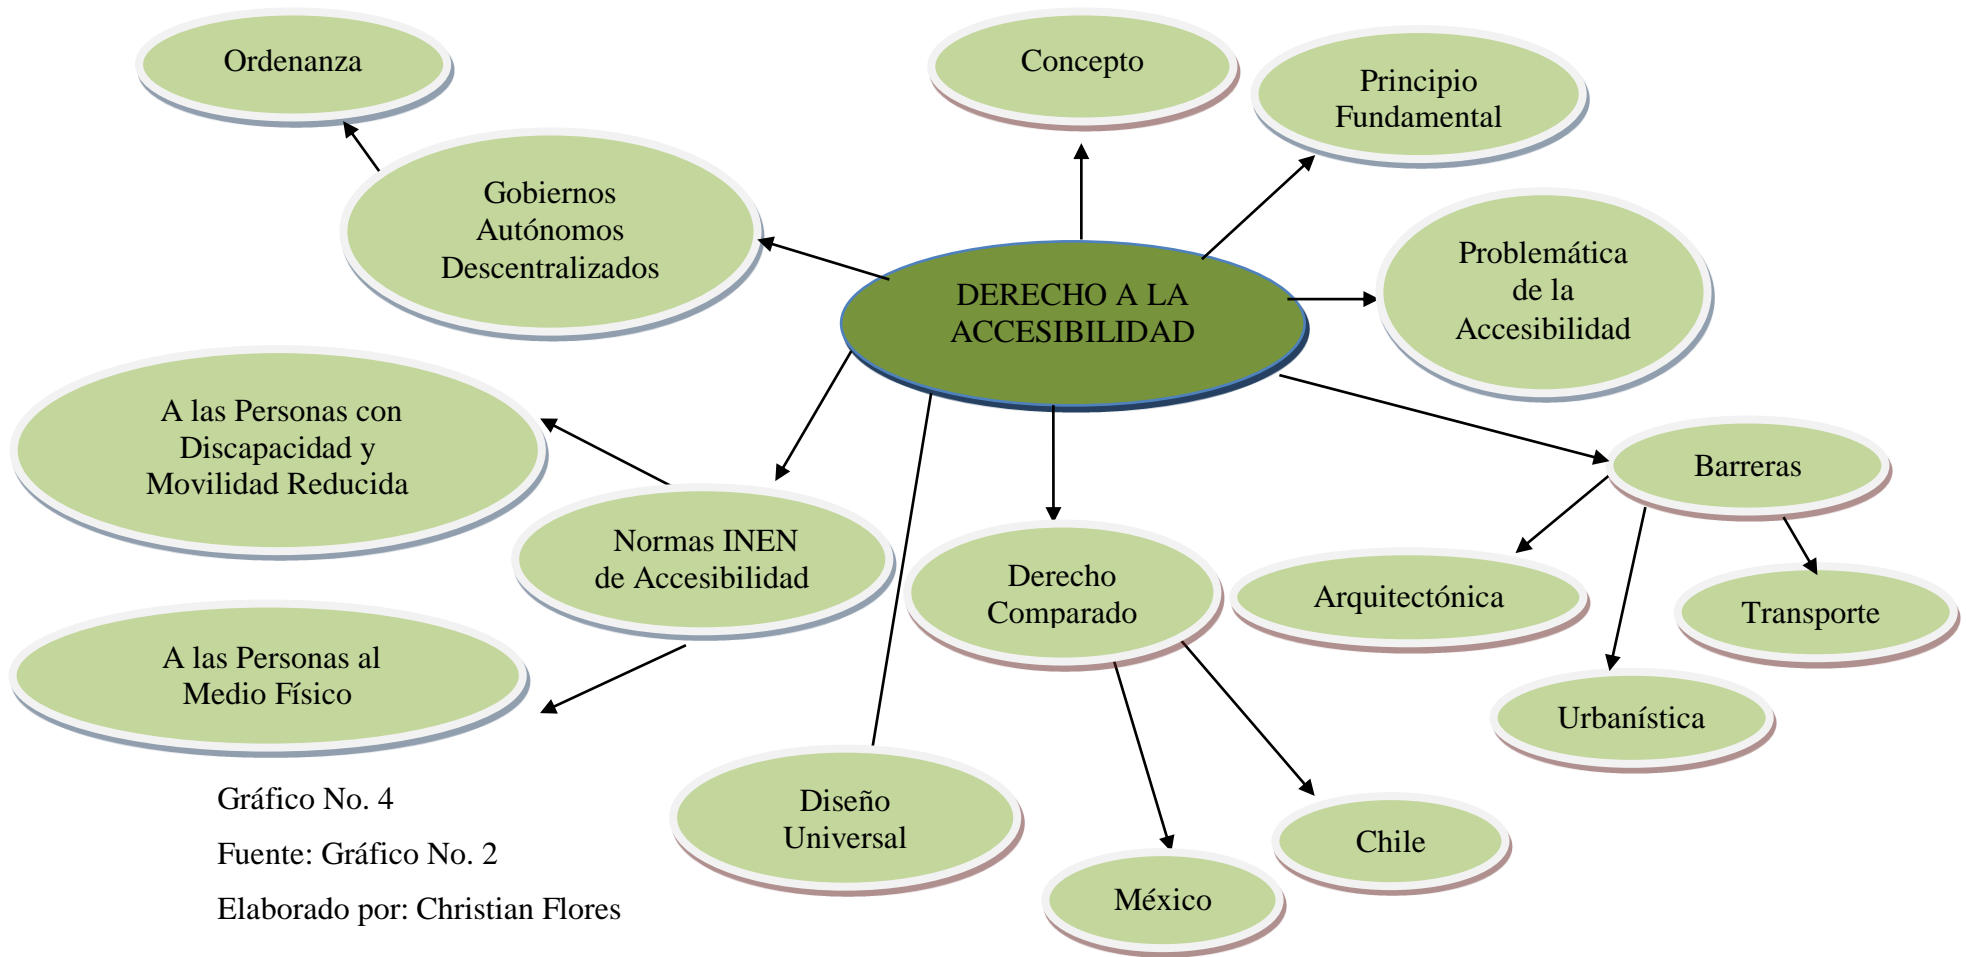 Ordenanza
Concepto
Principio
Fundamental
Gobiernos
Autónomos
Descentralizados
Problemática
de la
Accesibilidad
DERECHO A LA
ACCESIBILIDAD
A las Personas con
Discapacidad y
Movilidad Reducida
Barreras
Normas INEN
de Accesibilidad
Derecho
Comparado
Arquitectónica
Transporte
A las Personas al
Medio Físico
Urbanística
Diseño
Universal
Chile
México
Gráfico No. 4
Fuente: Gráfico No. 2
Elaborado por: Christian Flores